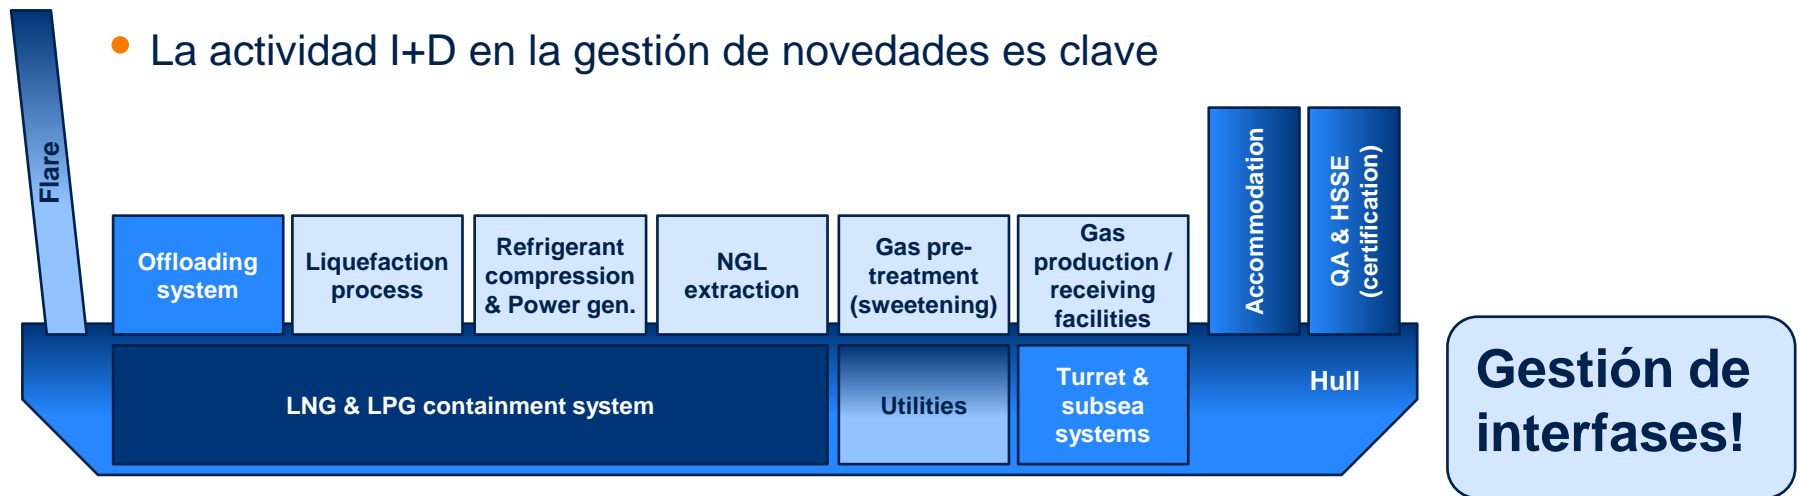 La actividad I+D en la gestión de novedades es clave
Flare
Offloading
system
Liquefaction
process
Refrigerant
compression
& Power gen.
NGL
extraction
Gas pre-
treatment
(sweetening)
Gas
production /
receiving
facilities
Accommodation
QA & HSSE
(certification)
LNG & LPG containment system
Utilities
Turret &
subsea
systems
Hull
Gestión de
interfases!